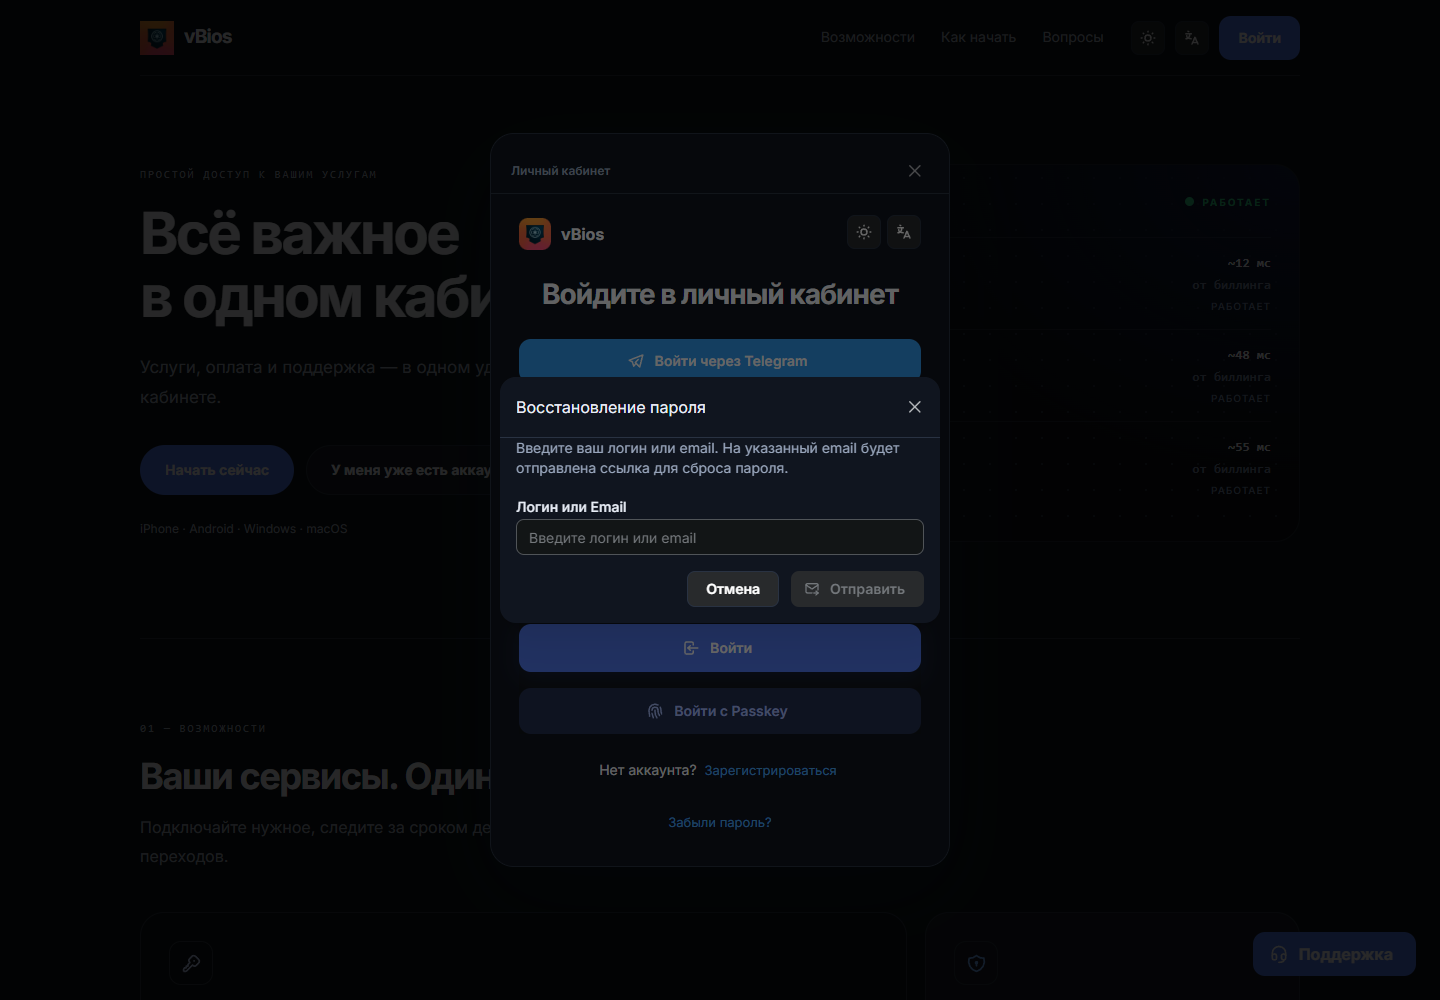 vBios
Возможности
Как начать
Вопросы
Войти
ПРОСТОЙ ДОСТУП К ВАШИМ УСЛУГАМ
Всё важное
в одном каби
Услуги, оплата и поддержка — в одном уд
кабинете.
Начать сейчас
У меня уже есть аккау
iPhone · Android · Windows · macOS
РАБОТАЕТ
~12 мс
от биллинга
РАБОТАЕТ
~48 мс
от биллинга
РАБОТАЕТ
~55 мс
от биллинга
РАБОТАЕТ
Личный кабинет
vBios
Войдите в личный кабинет
Войти через Telegram
Восстановление пароля
Введите ваш логин или email. На указанный email будет
отправлена ссылка для сброса пароля.
Логин или Email
Введите логин или email
Отмена
Отправить
Войти
Войти с Passkey
Нет аккаунта? Зарегистрироваться
Забыли пароль?
01 — ВОЗМОЖНОСТИ
Ваши сервисы. Один
Подключайте нужное, следите за сроком де
переходов.
Поддержка